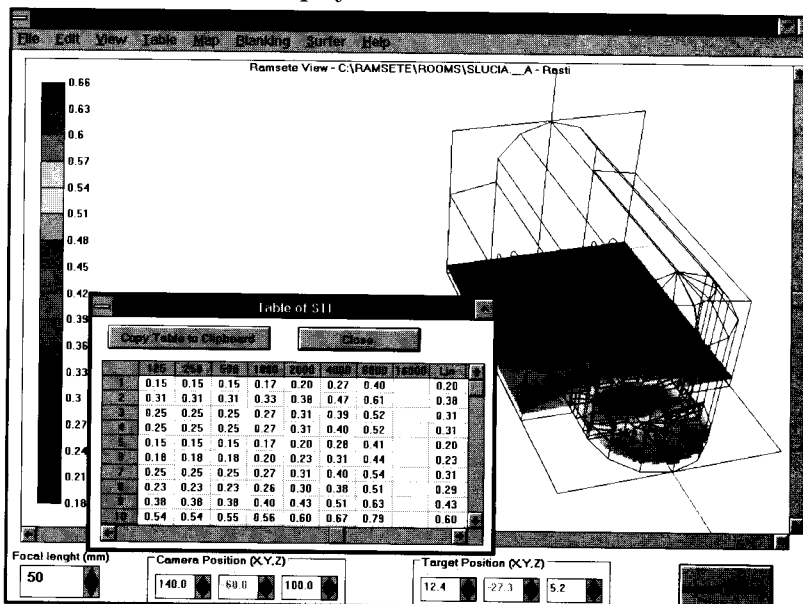 File Edit View Table Map Blanking Surfer Help
Ramsete View - C:\RAMSETE\ROOMS\SLUCIA__A - Rasti
0.66
0.63
0.6
0.57
0.54
0.51
0.48
0.45
0.42
0.39
0.36
0.33
0.3
0.27
0.24
0.21
0.18
Table of STI
Copy Table to Clipboard Close
125 250 500 1000 2000 4000 8000 16000 Lin
1 0.15 0.15 0.15 0.17 0.20 0.27 0.40 0.20
2 0.31 0.31 0.31 0.33 0.38 0.47 0.61 0.38
3 0.25 0.25 0.25 0.27 0.31 0.39 0.52 0.31
4 0.25 0.25 0.25 0.27 0.31 0.40 0.52 0.31
5 0.15 0.15 0.15 0.17 0.20 0.28 0.41 0.20
6 0.18 0.18 0.18 0.20 0.23 0.31 0.44 0.23
7 0.25 0.25 0.25 0.27 0.31 0.40 0.54 0.31
8 0.23 0.23 0.23 0.26 0.30 0.38 0.51 0.29
9 0.38 0.38 0.38 0.40 0.43 0.51 0.63 0.43
10 0.54 0.54 0.55 0.56 0.60 0.67 0.79 0.60
Focal lenght (mm) Camera Position (X,Y,Z) Target Position (X,Y,Z)
50 140.0 -60.0 100.0 12.4 -27.3 5.2